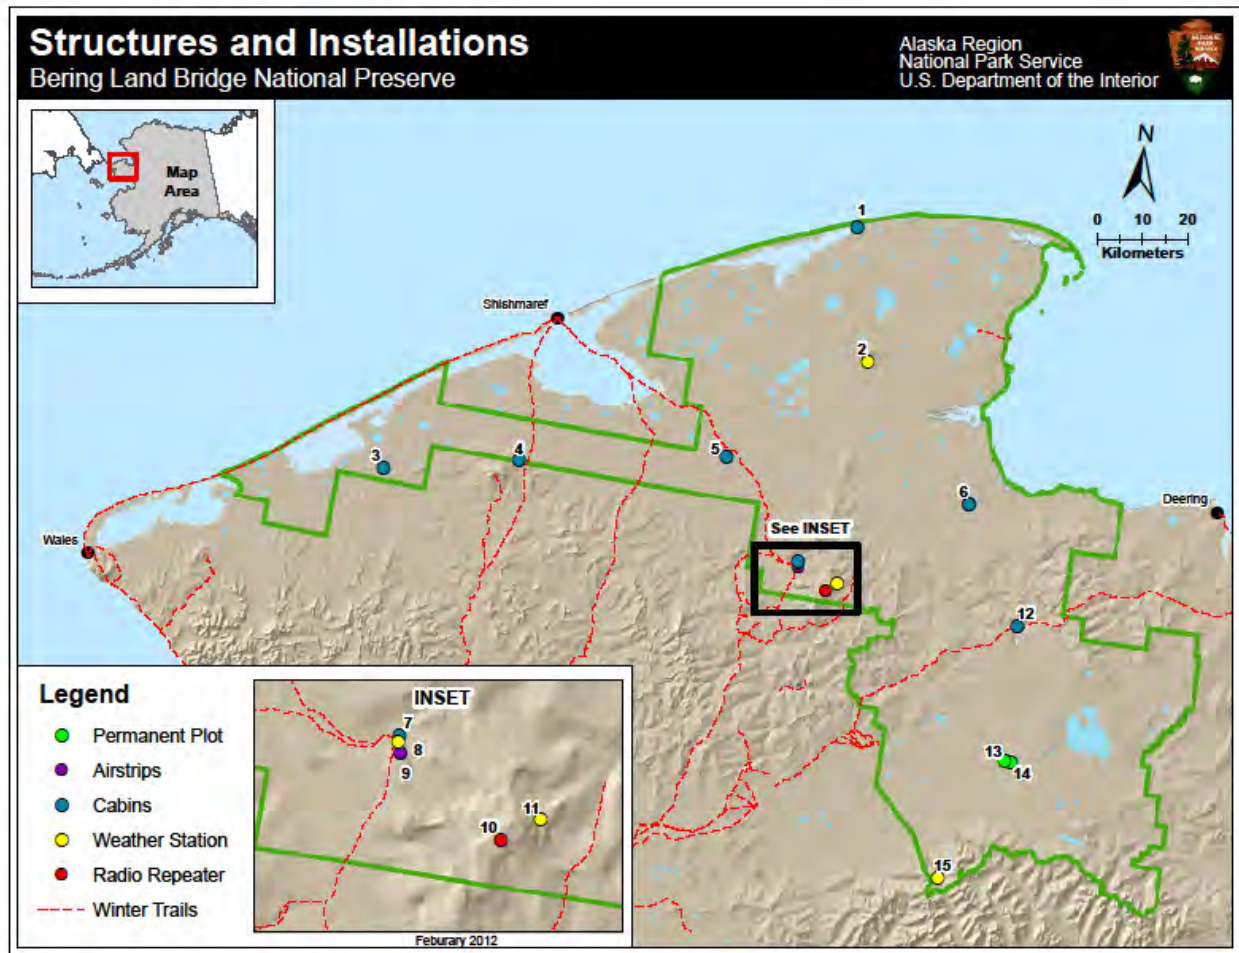 Structures and Installations
Bering Land Bridge National Preserve
Alaska Region
National Park Service
U.S. Department of the Interior
NATIONAL
PARK
SERVICE
Map
Area
N
0 10 20
Kilometers
1
Shishmaref
2
3
4
5
6
Deering
See INSET
Wales
12
13
14
15
Legend
Permanent Plot
Airstrips
Cabins
Weather Station
Radio Repeater
Winter Trails
INSET
7
8
9
10
11
Feburary 2012